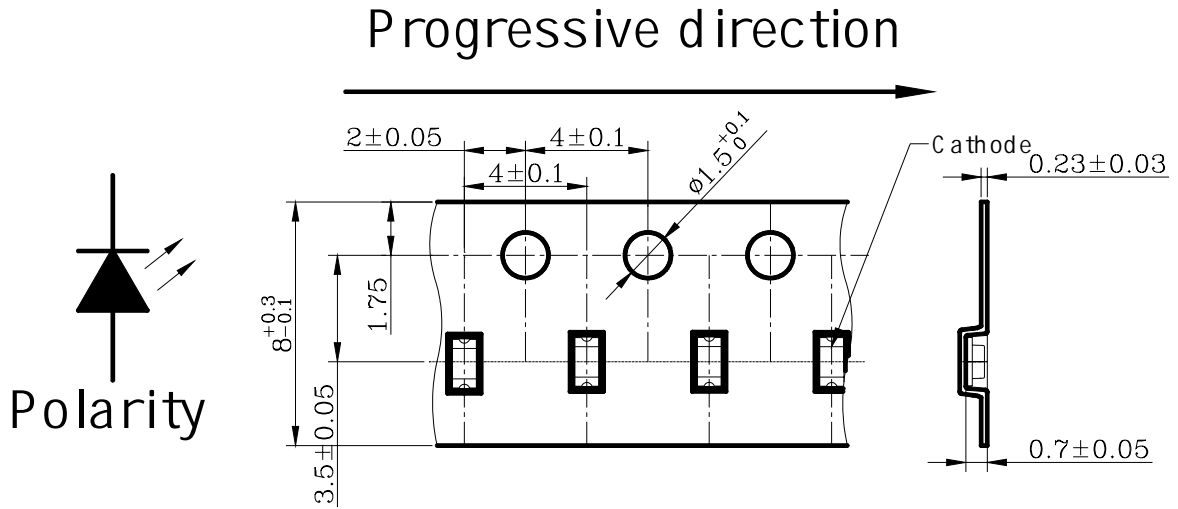 Progressive direction
2±0.05
4±0.1
ø1.5 +0.1 0
Cathode
0.23±0.03
4±0.1
8 +0.3 -0.1
1.75
Polarity
3.5±0.05
0.7±0.05